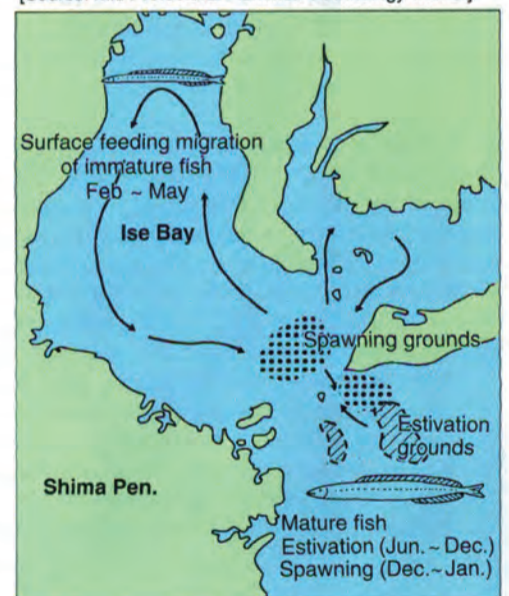 Surface feeding migration
of immature fish
Feb ~ May
Ise Bay
Spawning grounds
Estivation
grounds
Shima Pen.
Mature fish
Estivation (Jun. ~ Dec.)
Spawning (Dec.~Jan.)